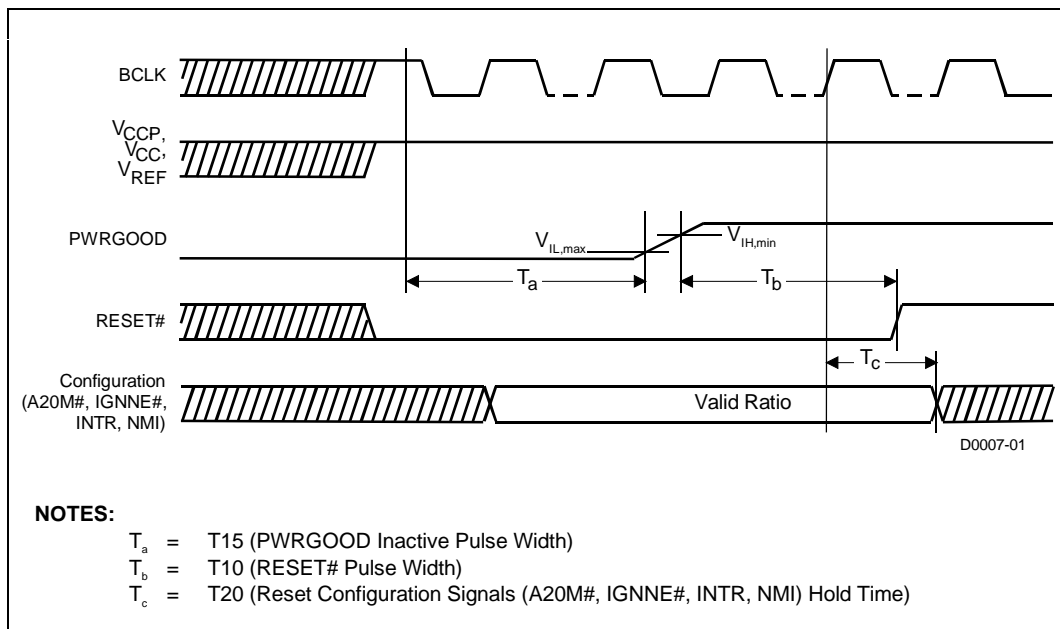 BCLK
VCCP,
VCC,
VREF
PWRGOOD
VIL,max
VIH,min
Ta
Tb
RESET#
Tc
Configuration
(A20M#, IGNNE#,
INTR, NMI)
Valid Ratio
D0007-01
NOTES:
Ta = T15 (PWRGOOD Inactive Pulse Width)
Tb = T10 (RESET# Pulse Width)
Tc = T20 (Reset Configuration Signals (A20M#, IGNNE#, INTR, NMI) Hold Time)